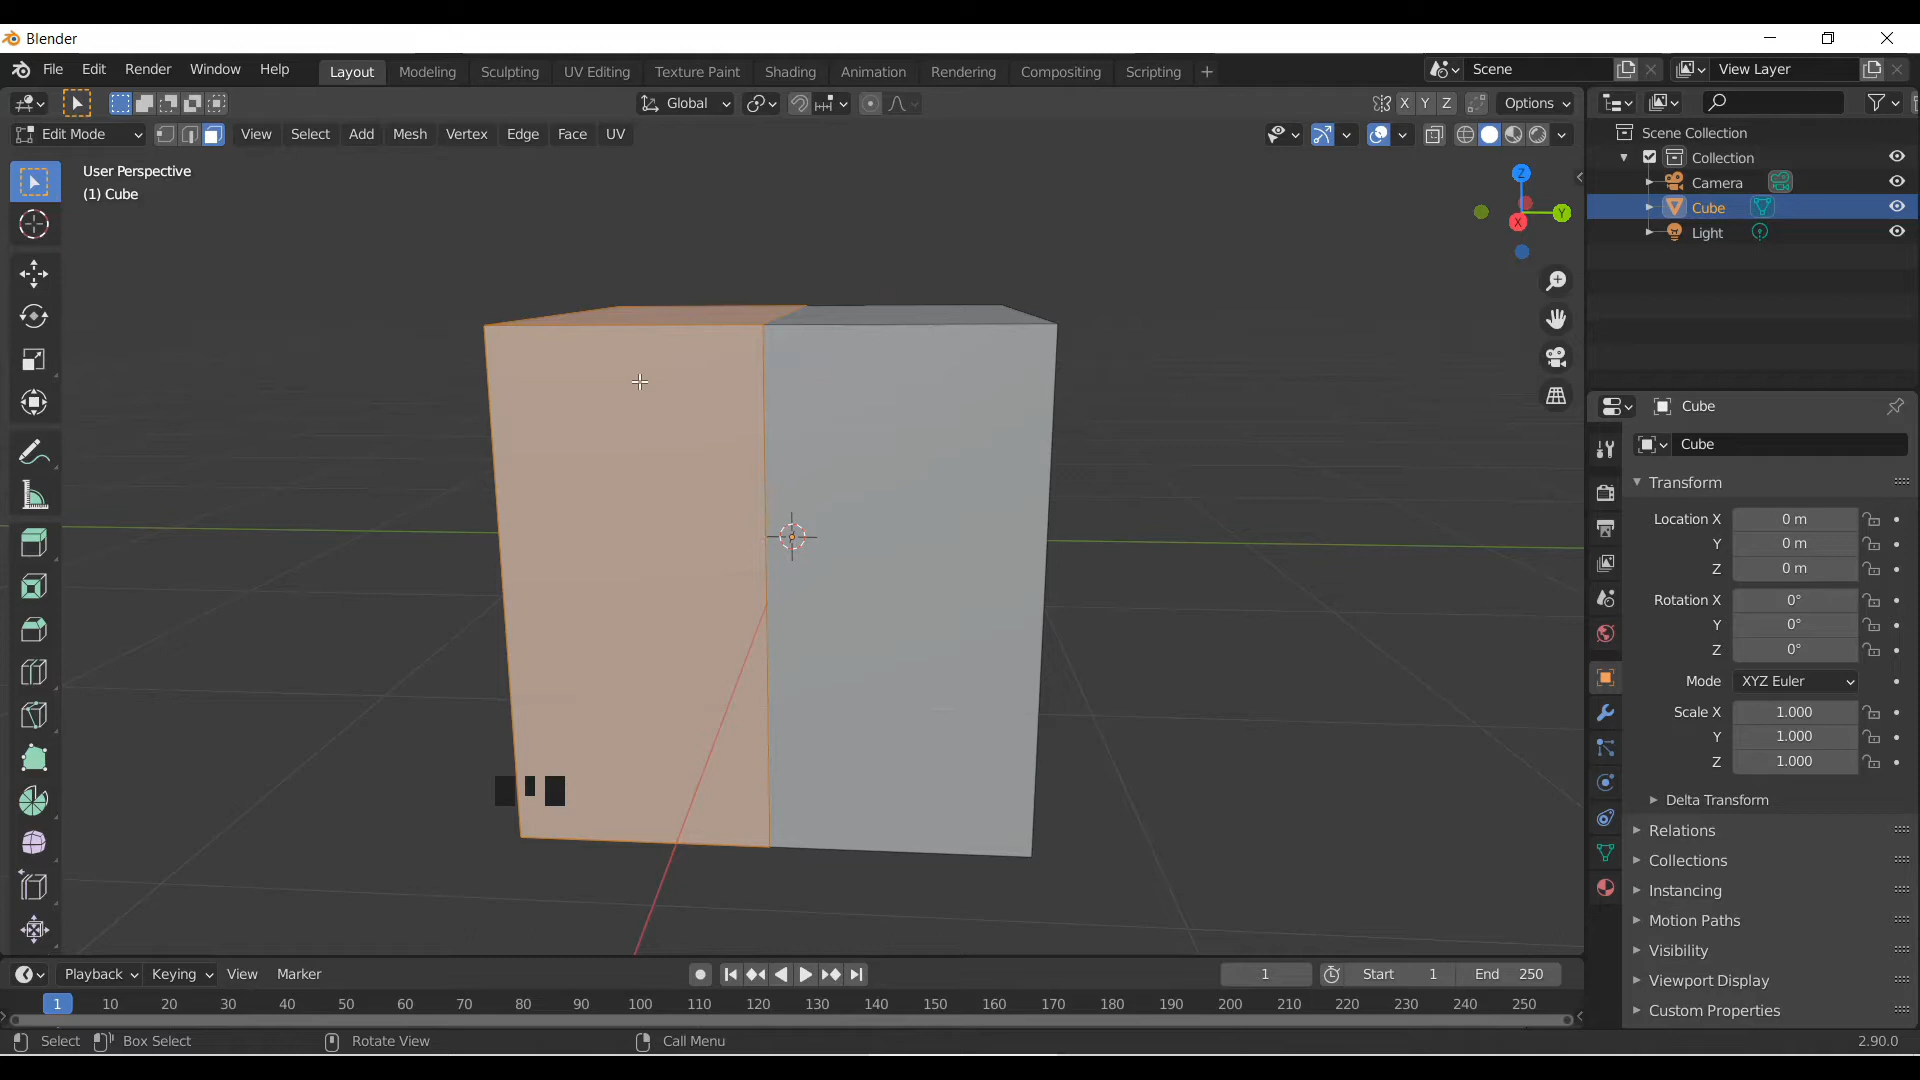 Blender
File Edit Render Window Help Layout Modeling Sculpting UV Editing Texture Paint Shading Animation Rendering Compositing Scripting + Scene View Layer
Global X Y Z Options
Edit Mode View Select Add Mesh Vertex Edge Face UV
User Perspective
(1) Cube
Z
Y
X
Scene Collection
Collection
Camera
Cube
Light
Cube
Cube
Transform
Location X 0 m
Y 0 m
Z 0 m
Rotation X 0°
Y 0°
Z 0°
Mode XYZ Euler
Scale X 1.000
Y 1.000
Z 1.000
Delta Transform
Relations
Collections
Instancing
Motion Paths
Visibility
Viewport Display
Custom Properties
Playback Keying View Marker 1 Start 1 End 250
1 10 20 30 40 50 60 70 80 90 100 110 120 130 140 150 160 170 180 190 200 210 220 230 240 250
Select Box Select Rotate View Call Menu 2.90.0